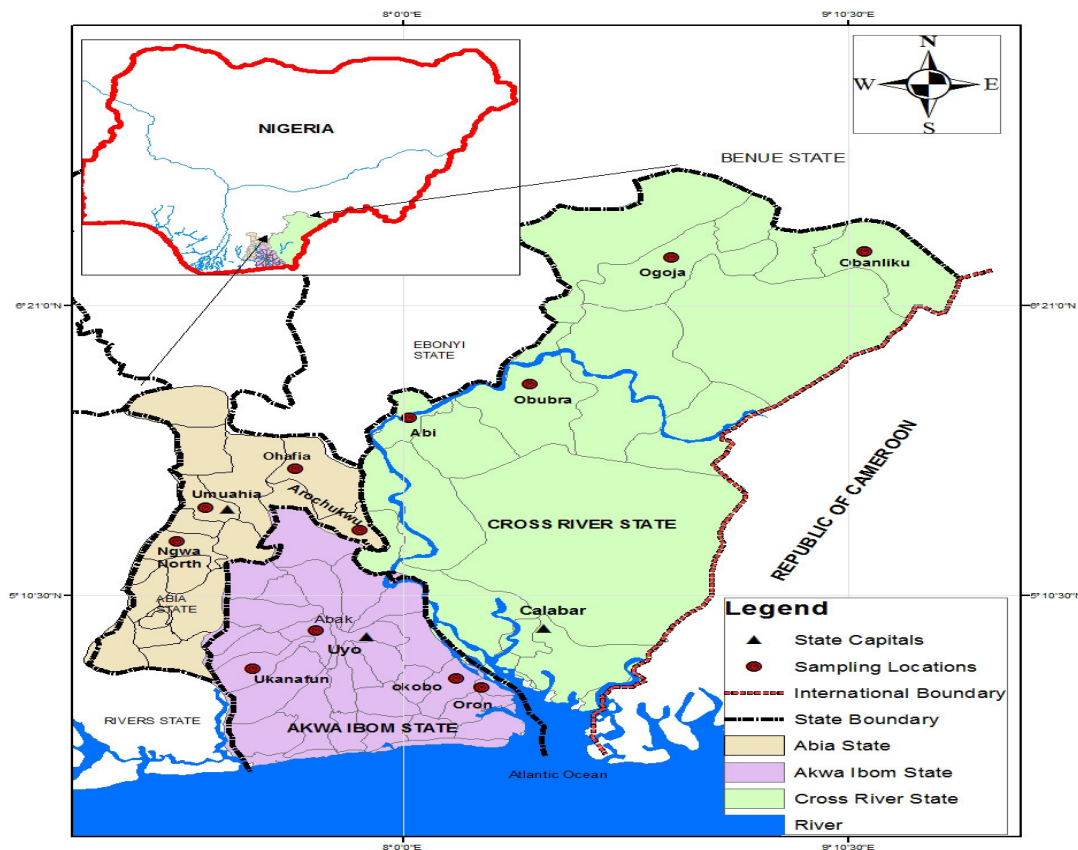 8°0'0"E
9°10'30"E
N
W
E
S
NIGERIA
BENUE STATE
Ogoja
Obanliku
6°21'0"N
6°21'0"N
EBONYI
STATE
Obubra
Abi
Ohafia
Umuahia
Arochukwu
CROSS RIVER STATE
REPUBLIC OF CAMEROON
Ngwa
North
5°10'30"N
5°10'30"N
ABIA
STATE
Calabar
Abak
Uyo
Ukanafun
okobo
Oron
RIVERS STATE
AKWA IBOM STATE
Atlantic Ocean
Legend
State Capitals
Sampling Locations
International Boundary
State Boundary
Abia State
Akwa Ibom State
Cross River State
River
8°0'0"E
9°10'30"E